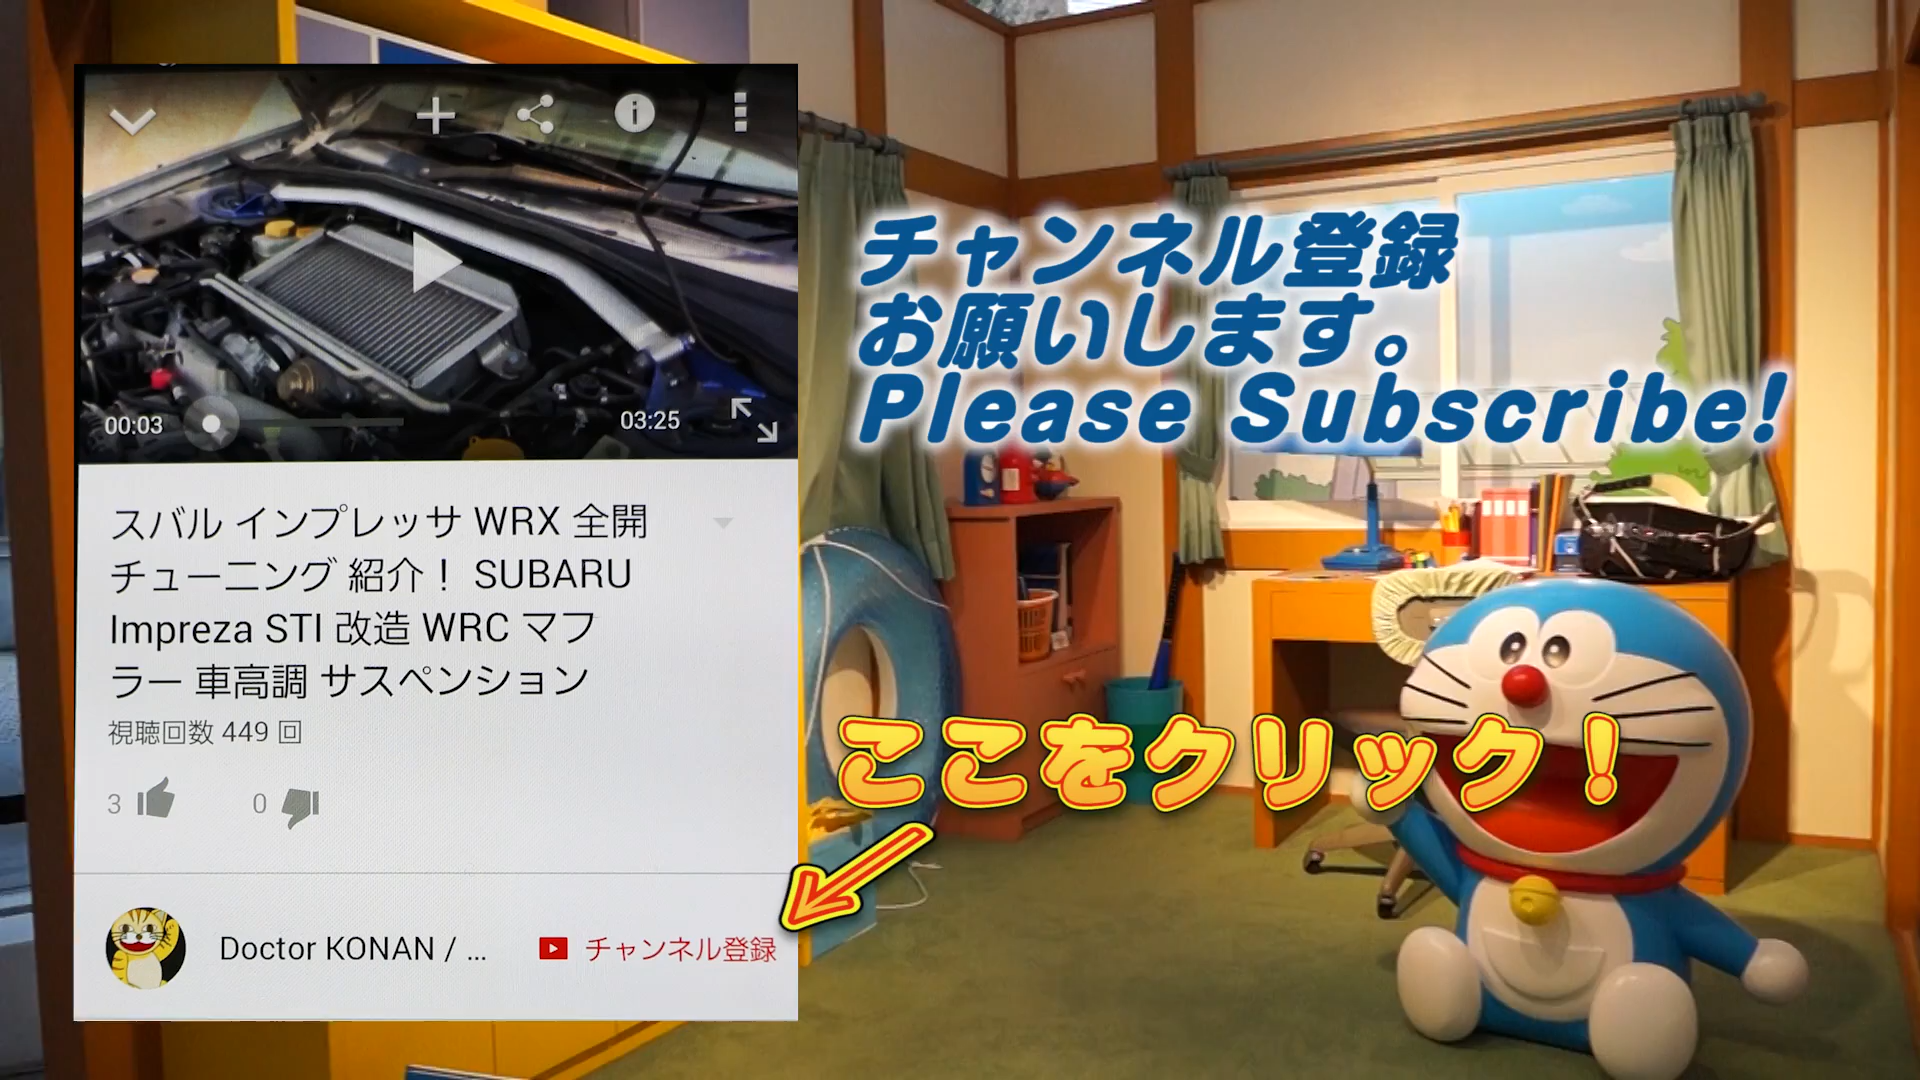 00:03
03:25
スバル インプレッサ WRX 全開
チューニング 紹介！ SUBARU
Impreza STI 改造 WRC マフ
ラー 車高調 サスペンション
視聴回数 449 回
3
0
Doctor KONAN / ...
チャンネル登録
チャンネル登録
お願いします。
Please Subscribe!
ここをクリック！